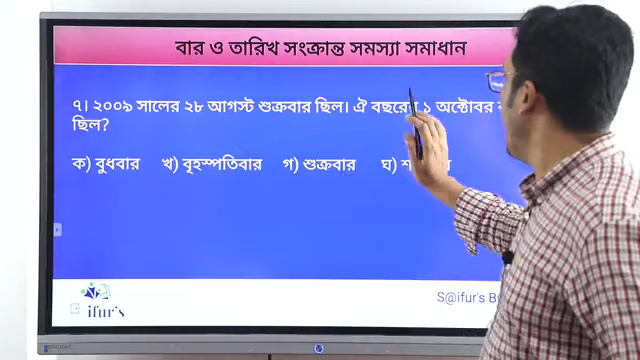 বার ও তারিখ সংক্রান্ত সমস্যা সমাধান
৭। ২০০৯ সালের ২৮ আগস্ট শুক্রবার ছিল। ঐ বছরের ১ অক্টোবর
ছিল?
ক) বুধবার খ) বৃহস্পতিবার গ) শুক্রবার ঘ)
ifur's
S@ifur's